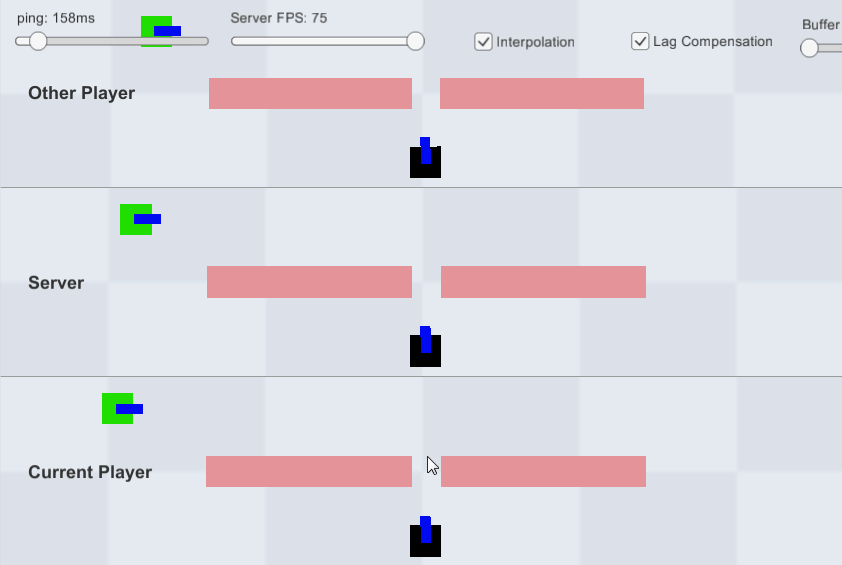 ping: 158ms
Server FPS: 75
Interpolation
Lag Compensation
Buffer
Other Player
Server
Current Player